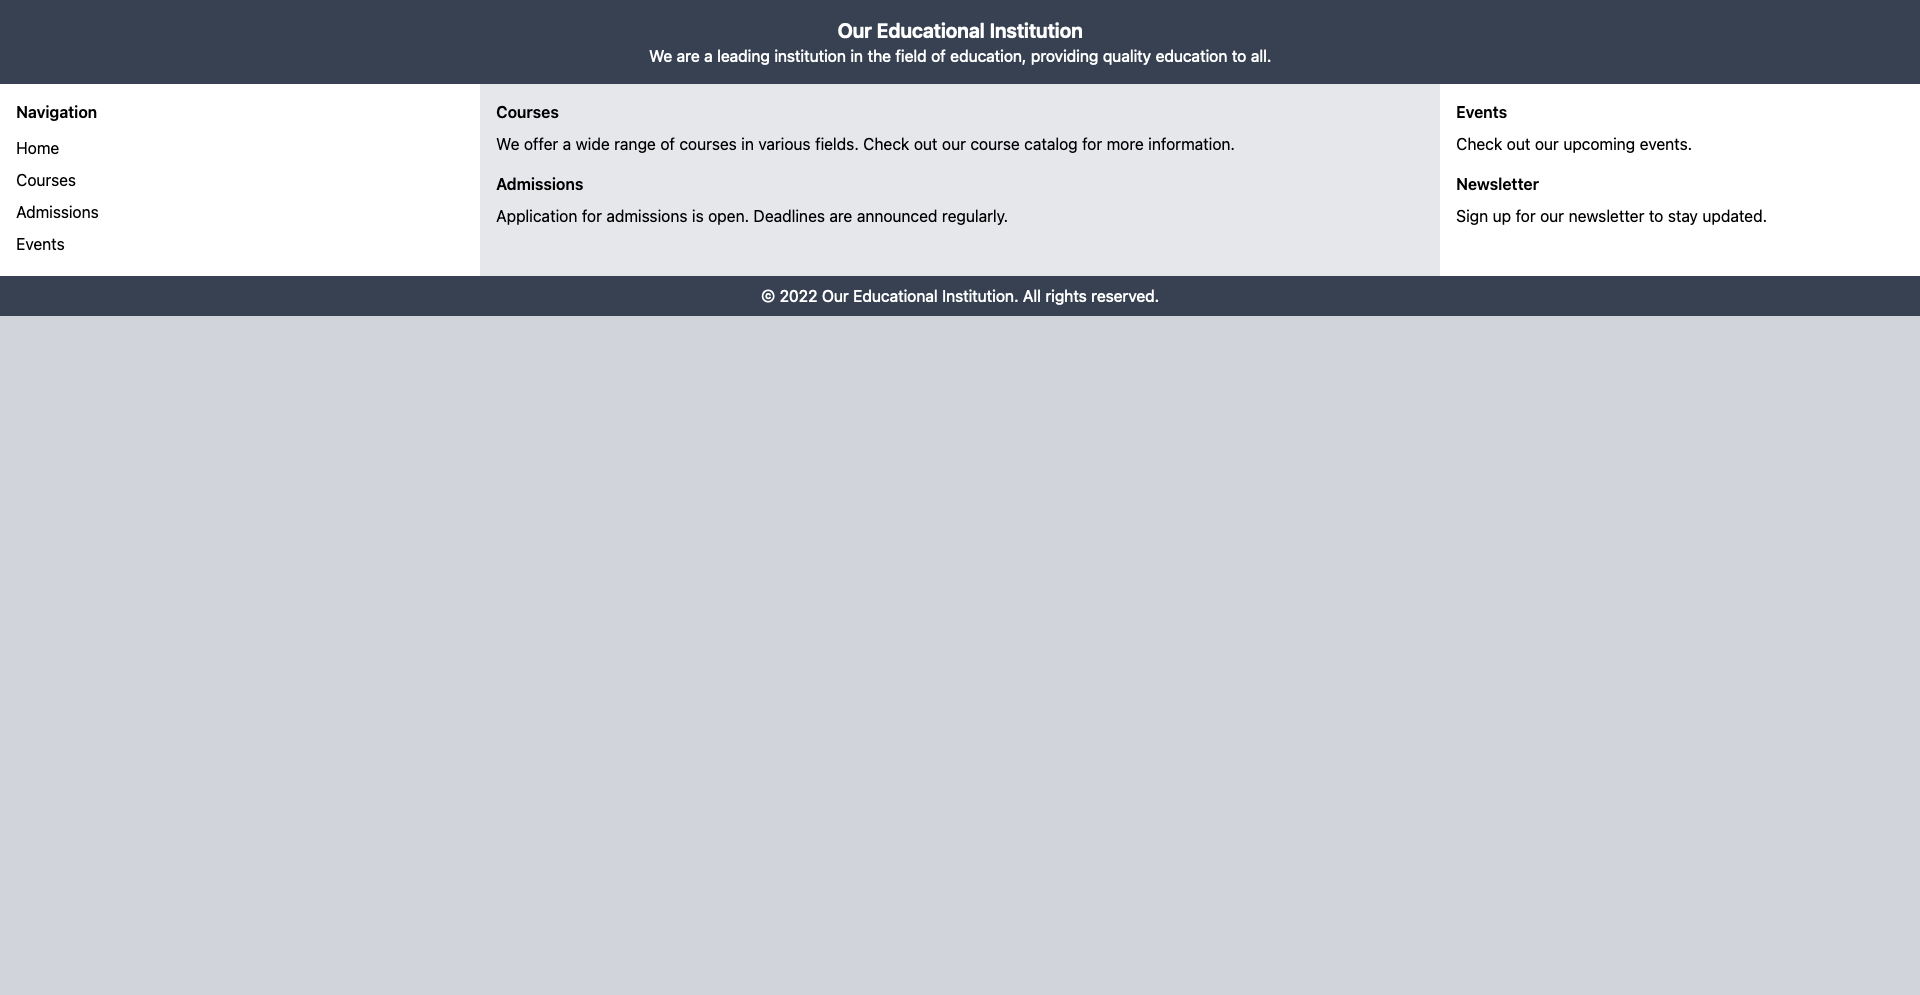 Our Educational Institution
We are a leading institution in the field of education, providing quality education to all.
Navigation
Home
Courses
Admissions
Events
Courses
We offer a wide range of courses in various fields. Check out our course catalog for more information.
Admissions
Application for admissions is open. Deadlines are announced regularly.
Events
Check out our upcoming events.
Newsletter
Sign up for our newsletter to stay updated.
© 2022 Our Educational Institution. All rights reserved.